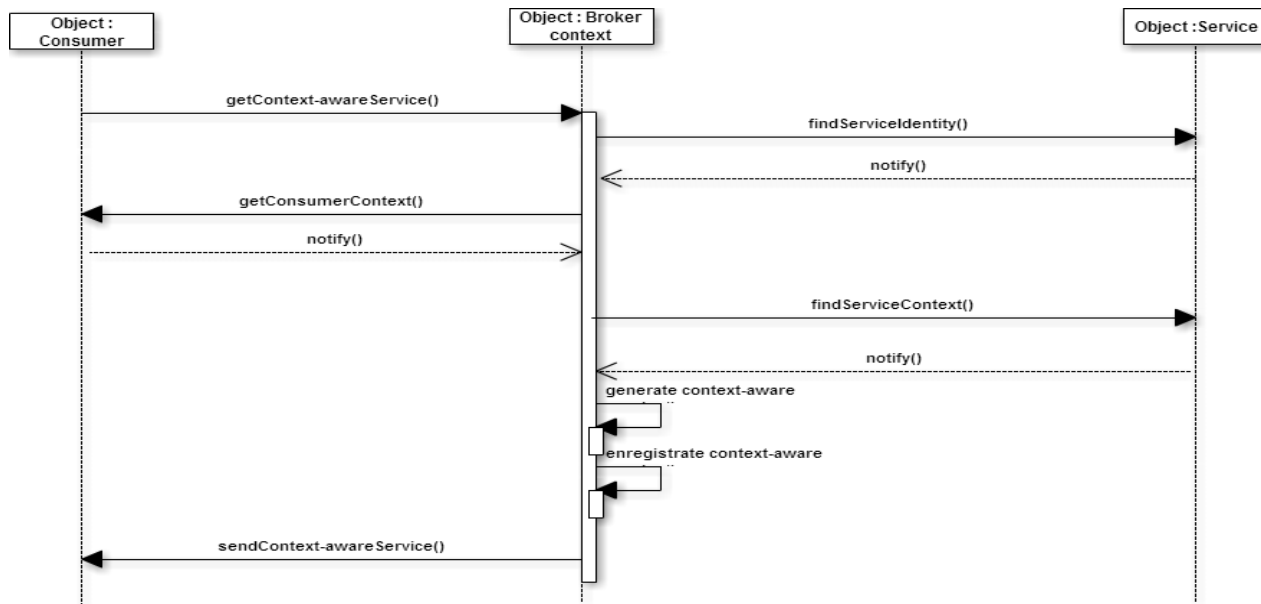 Object :
Consumer
Object : Broker
context
Object :Service
getContext-awareService()
findServiceIdentity()
notify()
getConsumerContext()
notify()
findServiceContext()
notify()
generate context-aware
enregistrate context-aware
sendContext-awareService()